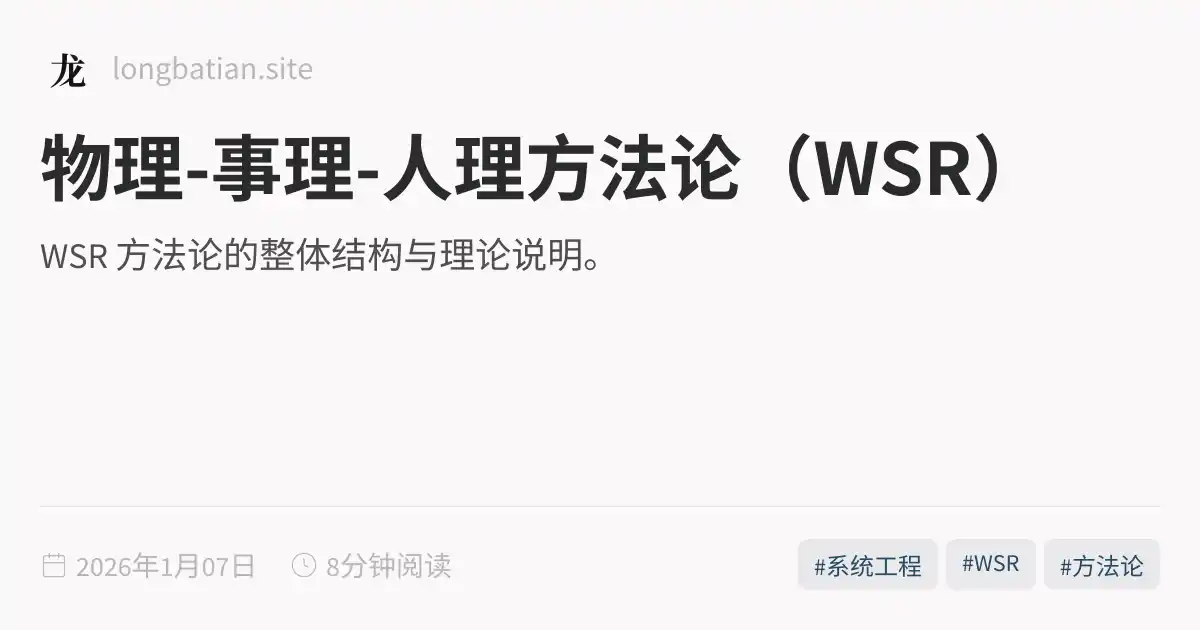 龙 longbatian.site
物理-事理-人理方法论（WSR）
WSR 方法论的整体结构与理论说明。
2026年1月07日 8分钟阅读 #系统工程 #WSR #方法论